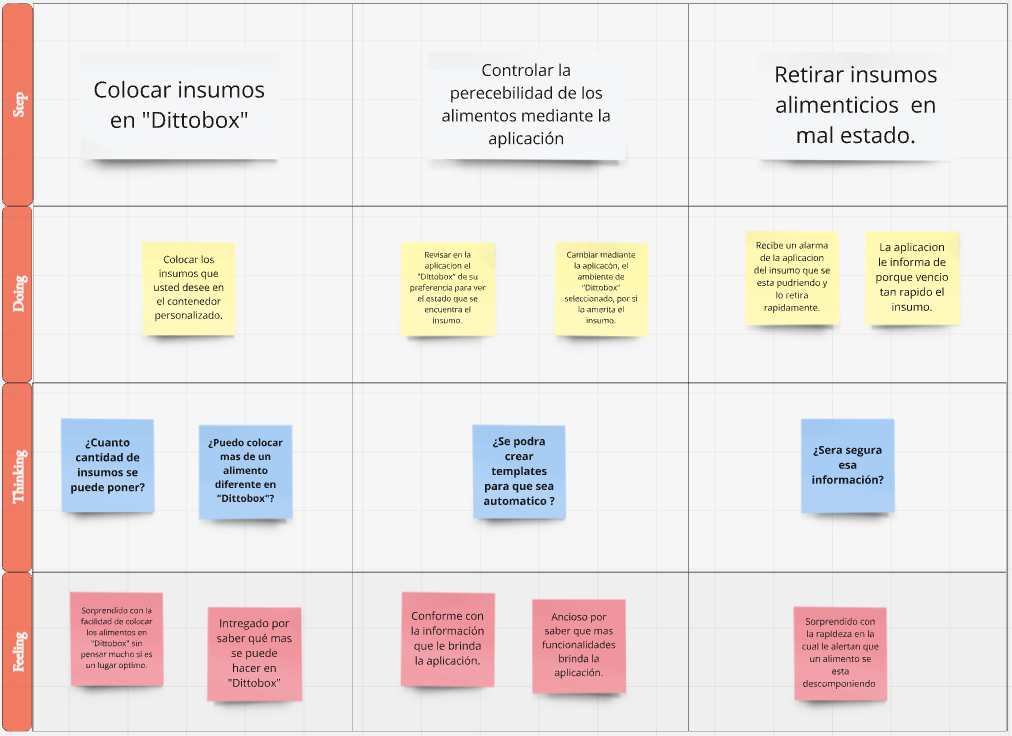 Step
Colocar insumos
en "Dittobox"
Controlar la
perecebilidad de los
alimentos mediante la
aplicación
Retirar insumos
alimenticios en
mal estado.
Doing
Colocar los
insumos que
usted desee en
el contenedor
personalizado.
Revisar en la
aplicacion el
"Dittobox" de su
preferencia para ver
el estado que se
encuentra el
insumo.
Cambiar mediante
la aplicacón, el
ambiente de
"Dittobox"
seleccionado, por si
lo amerita el
insumo.
Recibe un alarma
de la aplicacion
del insumo que se
esta pudriendo y
lo retira
rapidamente.
La aplicacion
le informa de
porque vencio
tan rapido el
insumo.
Thinking
¿Cuanto
cantidad de
insumos se
puede poner?
¿Puedo colocar
mas de un
alimento
diferente en
"Dittobox"?
¿Se podra
crear
templates
para que sea
automatico ?
¿Sera segura
esa
información?
Feeling
Sorprendido con la
facilidad de colocar
los alimentos en
"Dittobox" sin
pensar mucho si es
un lugar optimo.
Intregado por
saber qué mas
se puede
hacer en
"Dittobox"
Conforme con
la información
que le brinda
la aplicación.
Ancioso por
saber que mas
funcionalidades
brinda la
aplicación.
Sorprendido con
la rapideza en la
cual le alertan que
un alimento se
esta
descomponiendo